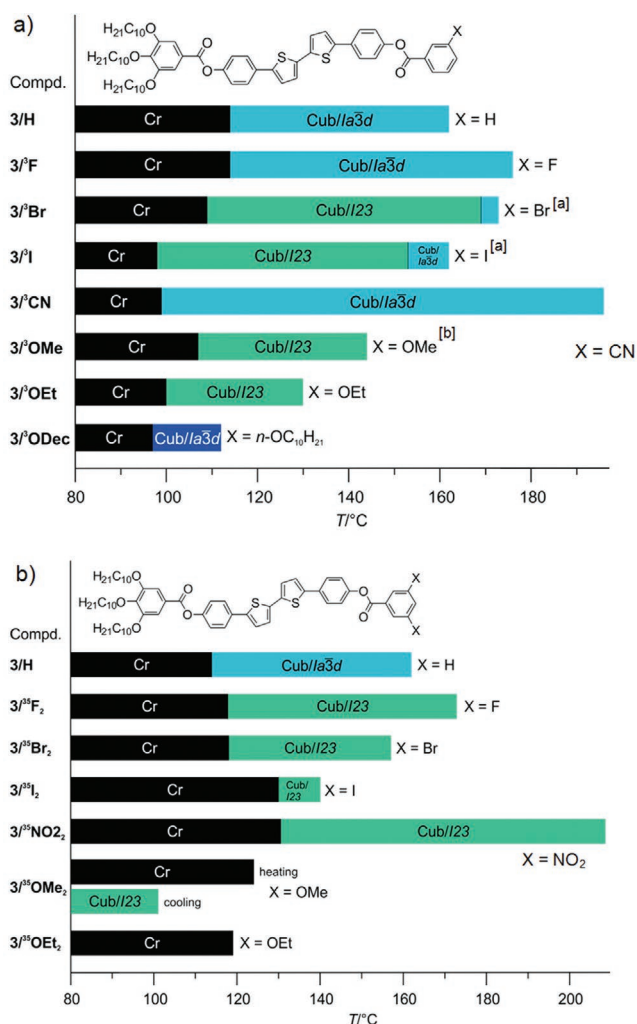 a)
H₂₁C₁₀O
H₂₁C₁₀O
H₂₁C₁₀O
O
O
S
S
O
O
X
Compd.
3/H Cr Cub/Ia3̅d X = H
3/³F Cr Cub/Ia3̅d X = F
3/³Br Cr Cub/I23 X = Br[a]
3/³I Cr Cub/I23 Cub/ Ia3̅d X = I[a]
3/³CN Cr Cub/Ia3̅d
3/³OMe Cr Cub/I23 X = OMe[b] X = CN
3/³OEt Cr Cub/I23 X = OEt
3/³ODec Cr Cub/Ia3̅d X = n-OC₁₀H₂₁
80 100 120 140 160 180
T/°C
b)
H₂₁C₁₀O
H₂₁C₁₀O
H₂₁C₁₀O
O
O
S
S
O
O
X
X
Compd.
3/H Cr Cub/Ia3̅d X = H
3/³⁵F₂ Cr Cub/I23 X = F
3/³⁵Br₂ Cr Cub/I23 X = Br
3/³⁵I₂ Cr Cub/ I23 X = I
3/³⁵NO2₂ Cr Cub/I23
X = NO₂
Cr heating
3/³⁵OMe₂ X = OMe
Cub/I23 cooling
3/³⁵OEt₂ Cr X = OEt
80 100 120 140 160 180 200
T/°C